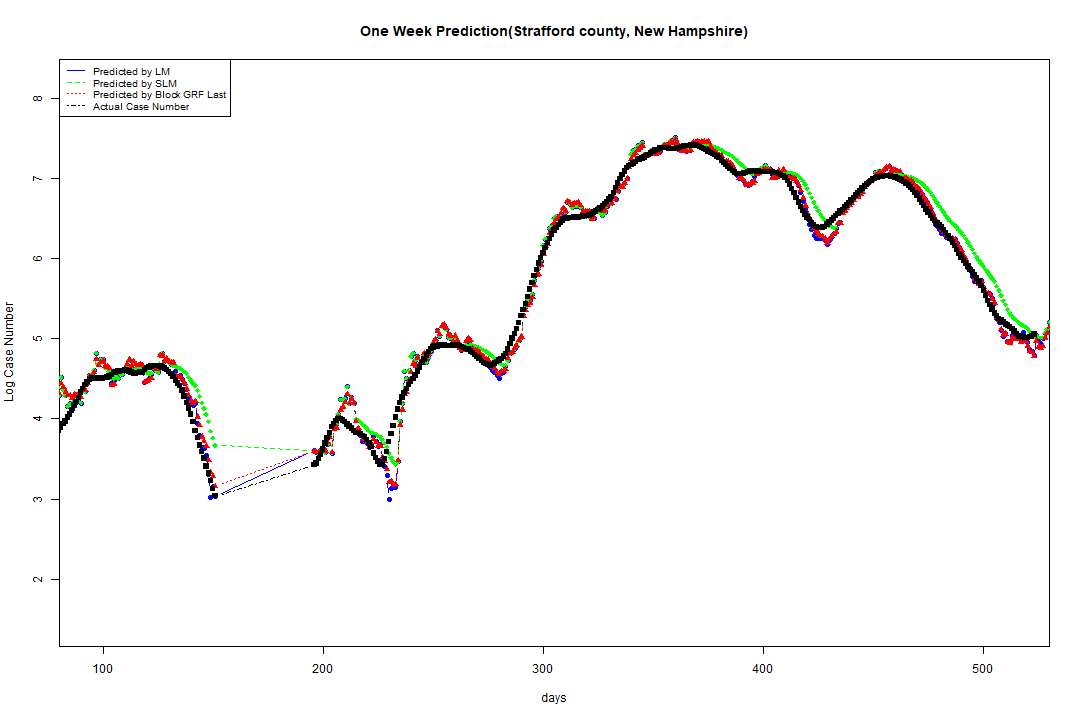 One Week Prediction(Strafford county, New Hampshire)
Predicted by LM
Predicted by SLM
Predicted by Block GRF Last
Actual Case Number
8
7
6
5
4
3
2
Log Case Number
100 200 300 400 500
days